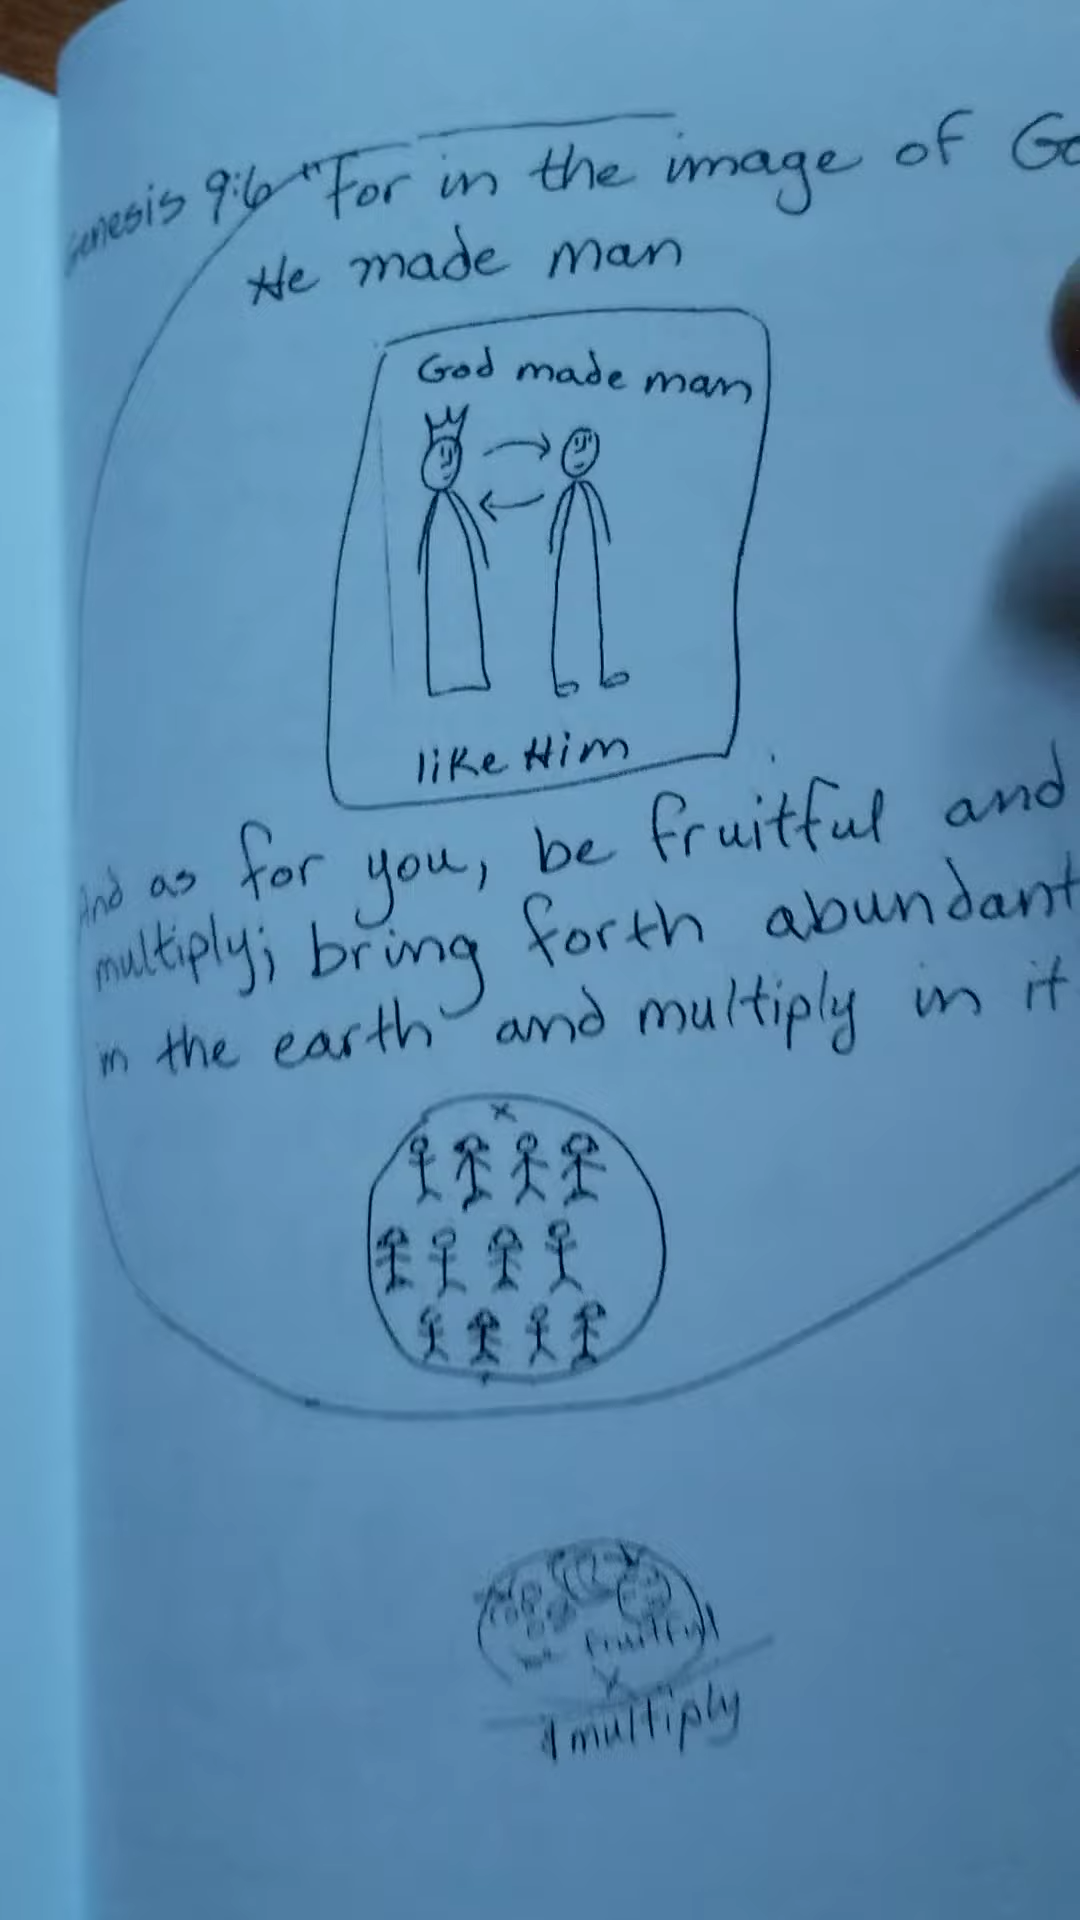 Genesis 9:6 "For in the image of Go
He made man
God made man
like Him
And as for you, be fruitful and
multiply; bring forth abundant
in the earth and multiply in it
x
fruitful
x
multiply